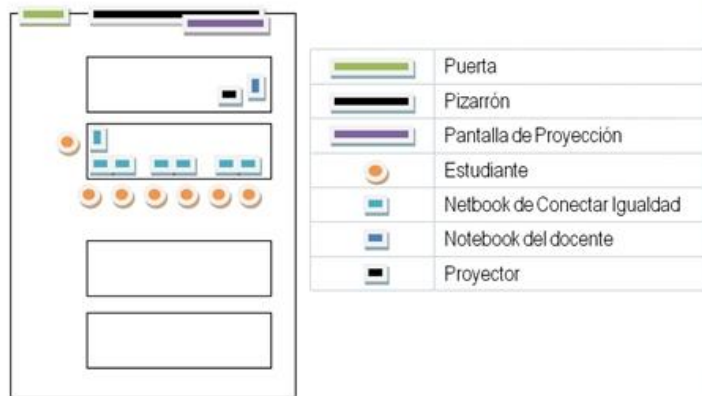 Puerta
Pizarrón
Pantalla de Proyección
Estudiante
Netbook de Conectar Igualdad
Notebook del docente
Proyector